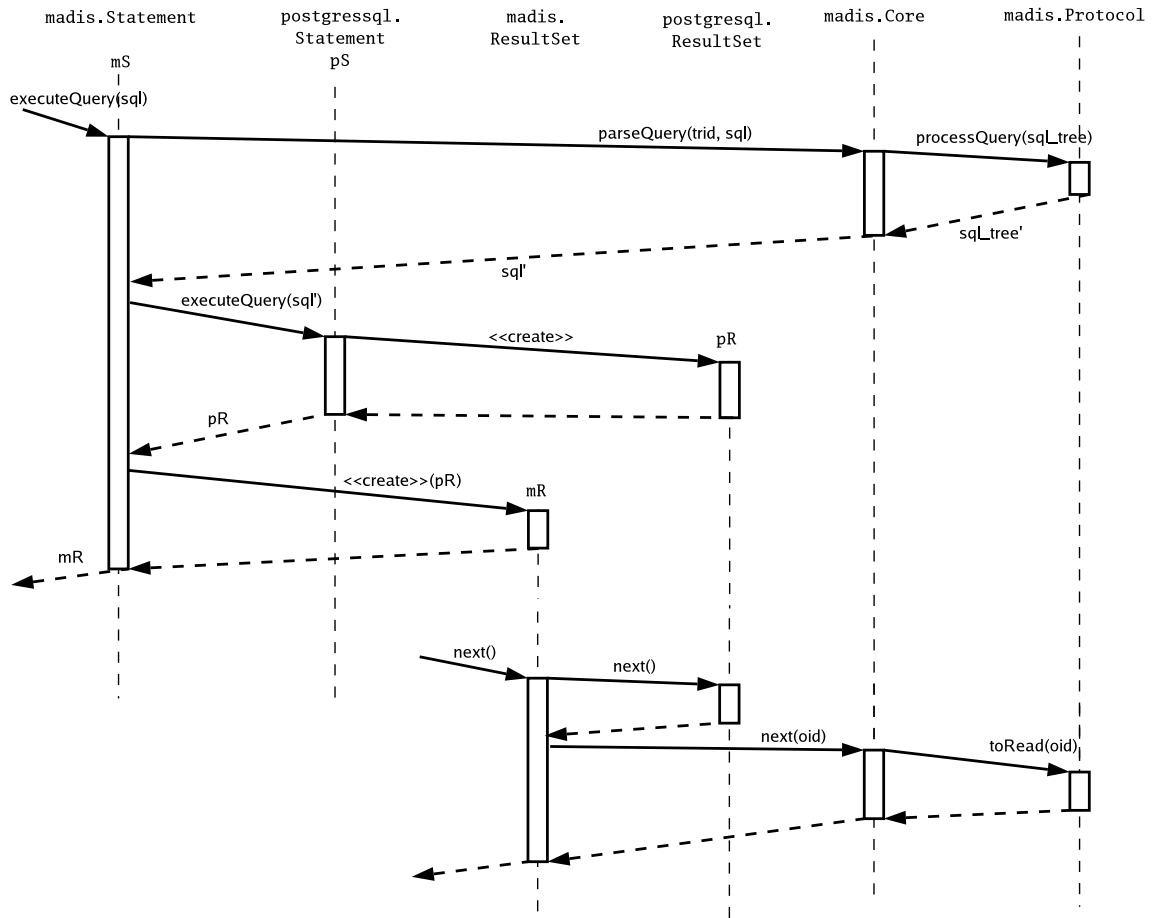 madis.Statement
postgressql.
Statement
madis.
ResultSet
postgresql.
ResultSet
madis.Core
madis.Protocol
mS
pS
executeQuery(sql)
parseQuery(trid, sql)
processQuery(sql_tree)
sql_tree'
sql'
executeQuery(sql')
<<create>>
pR
pR
<<create>>(pR)
mR
mR
next()
next()
next(oid)
toRead(oid)